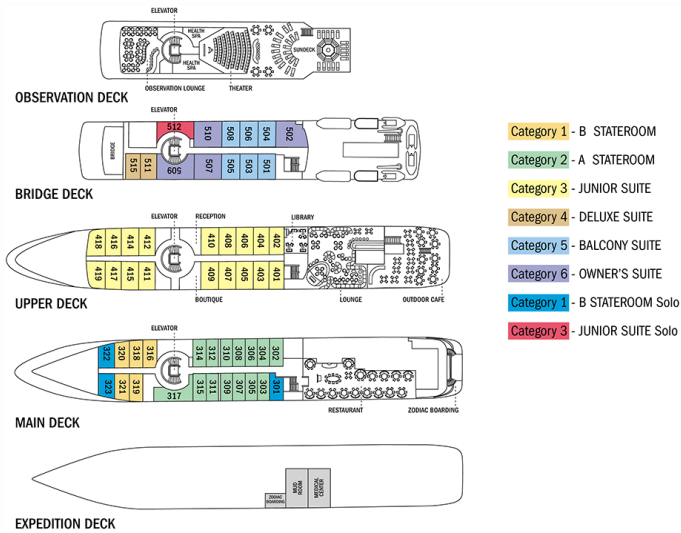 ELEVATOR
HEALTH
SPA
SUNDECK
HEALTH
SPA
OBSERVATION LOUNGE
THEATER
OBSERVATION DECK
ELEVATOR
BRIDGE
512
510
508
506
504
502
515
511
509
507
505
503
501
BRIDGE DECK
ELEVATOR
RECEPTION
LIBRARY
418
416
414
412
410
408
406
404
402
419
417
415
411
409
407
405
403
401
BOUTIQUE
LOUNGE
OUTDOOR CAFE
UPPER DECK
ELEVATOR
322
320
318
316
314
312
310
308
306
304
302
323
321
319
317
315
311
309
307
305
303
301
RESTAURANT
ZODIAC BOARDING
MAIN DECK
ZODIAC
BOARDING
MUD
ROOM
MEDICAL
CENTER
EXPEDITION DECK
Category 1 - B STATEROOM
Category 2 - A STATEROOM
Category 3 - JUNIOR SUITE
Category 4 - DELUXE SUITE
Category 5 - BALCONY SUITE
Category 6 - OWNER'S SUITE
Category 1 - B STATEROOM Solo
Category 3 - JUNIOR SUITE Solo